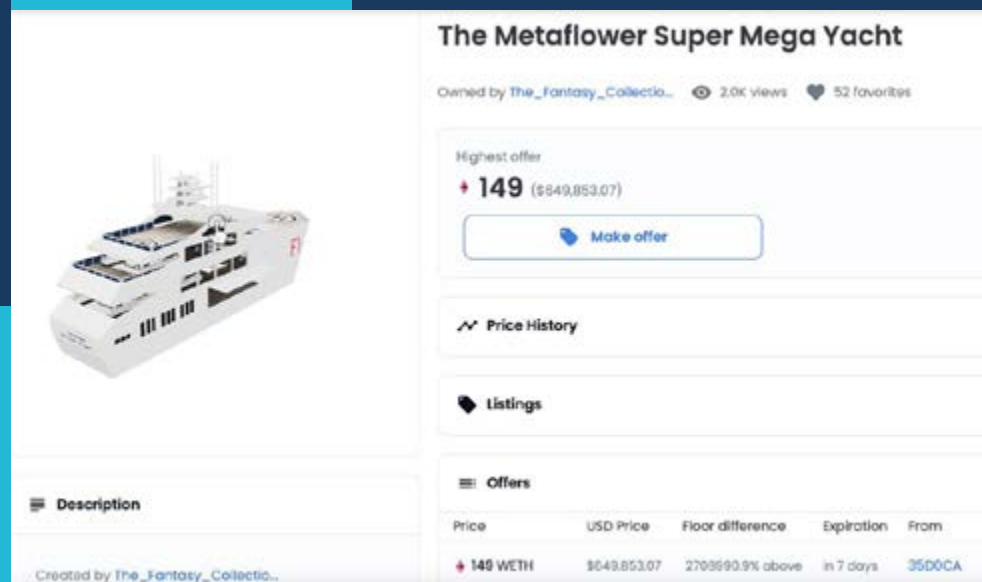 The Metaflower Super Mega Yacht
Owned by The_Fantasy_Collectio... 2.0K views 52 favorites
Highest offer
149 ($649,853.07)
Make offer
Price History
Listings
Offers
Price USD Price Floor difference Expiration From
149 WETH $649,853.07 above in 7 days 35D0CA
Description
Created by The_Fantasy_Collectio...